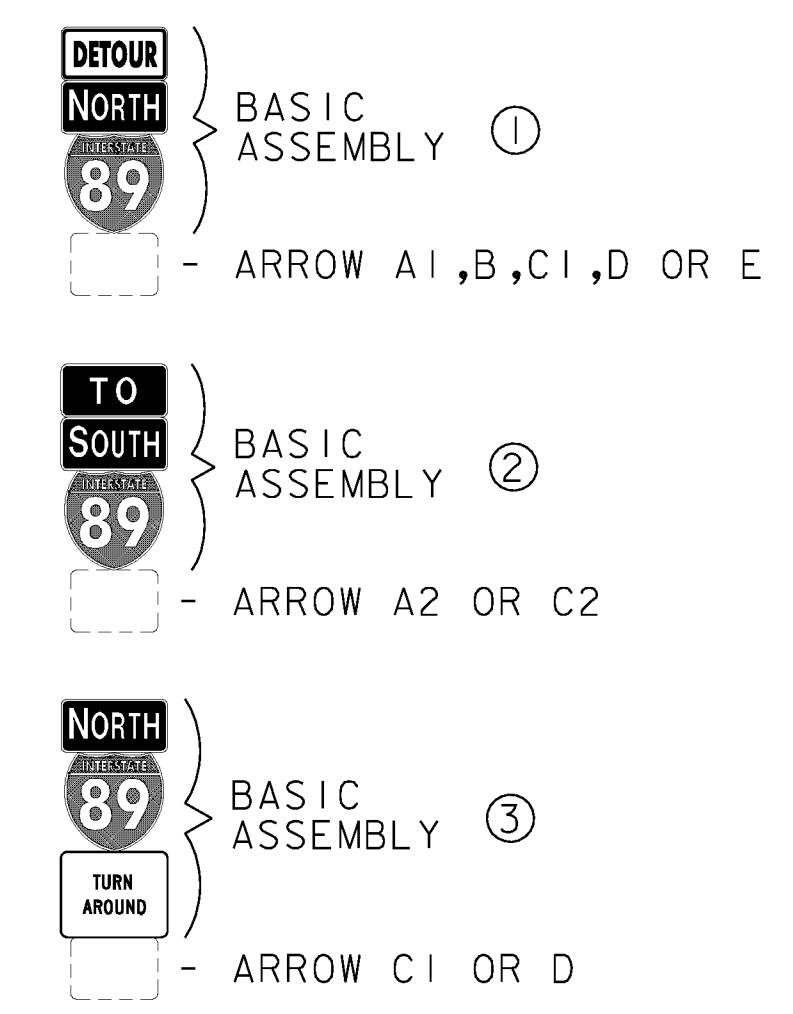 DETOUR
NORTH
INTERSTATE
89
BASIC
ASSEMBLY 1
- ARROW A1,B,C1,D OR E
TO
SOUTH
INTERSTATE
89
BASIC
ASSEMBLY 2
- ARROW A2 OR C2
NORTH
INTERSTATE
89
TURN
AROUND
BASIC
ASSEMBLY 3
- ARROW C1 OR D